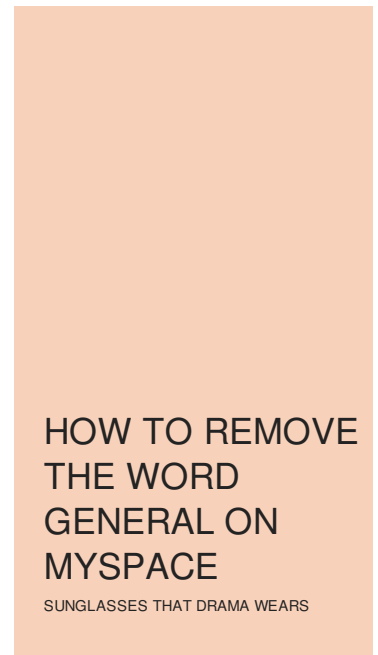 HOW TO REMOVE
THE WORD
GENERAL ON
MYSPACE
SUNGLASSES THAT DRAMA WEARS